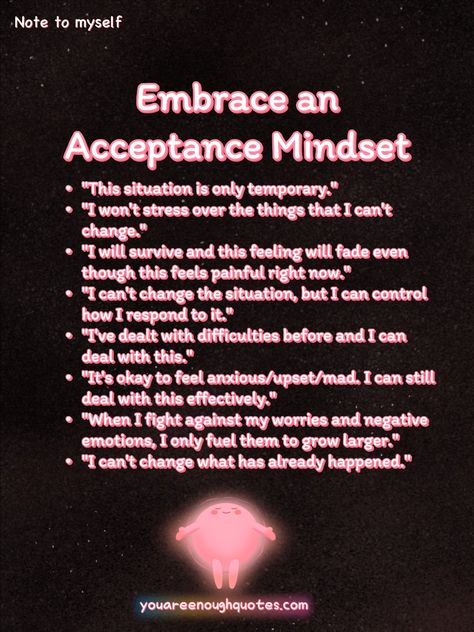 Note to myself
Embrace an
Acceptance Mindset
• "This situation is only temporary."
• "I won't stress over the things that I can't
change."
• "I will survive and this feeling will fade even
though this feels painful right now."
• "I can't change the situation, but I can control
how I respond to it."
• "I've dealt with difficulties before and I can
deal with this."
• "It's okay to feel anxious/upset/mad. I can still
deal with this effectively."
• "When I fight against my worries and negative
emotions, I only fuel them to grow larger."
• "I can't change what has already happened."
youareenoughquotes.com